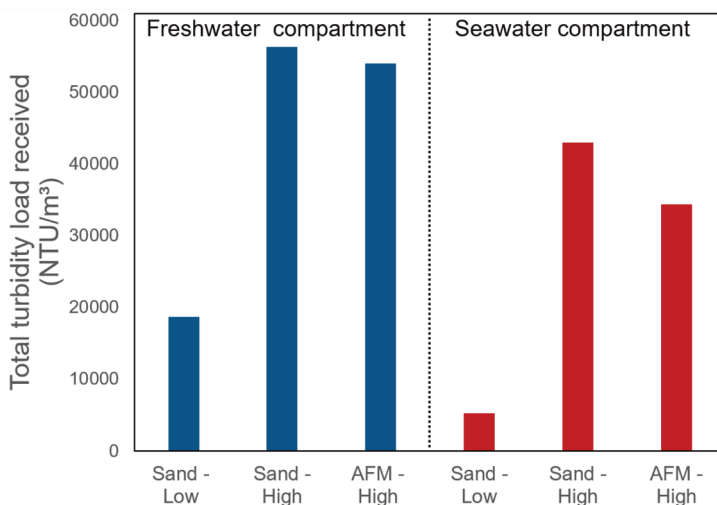 Total turbidity load received
(NTU/m³)
60000
50000
40000
30000
20000
10000
0
Freshwater compartment
Seawater compartment
Sand -
Low
Sand -
High
AFM -
High
Sand -
Low
Sand -
High
AFM -
High